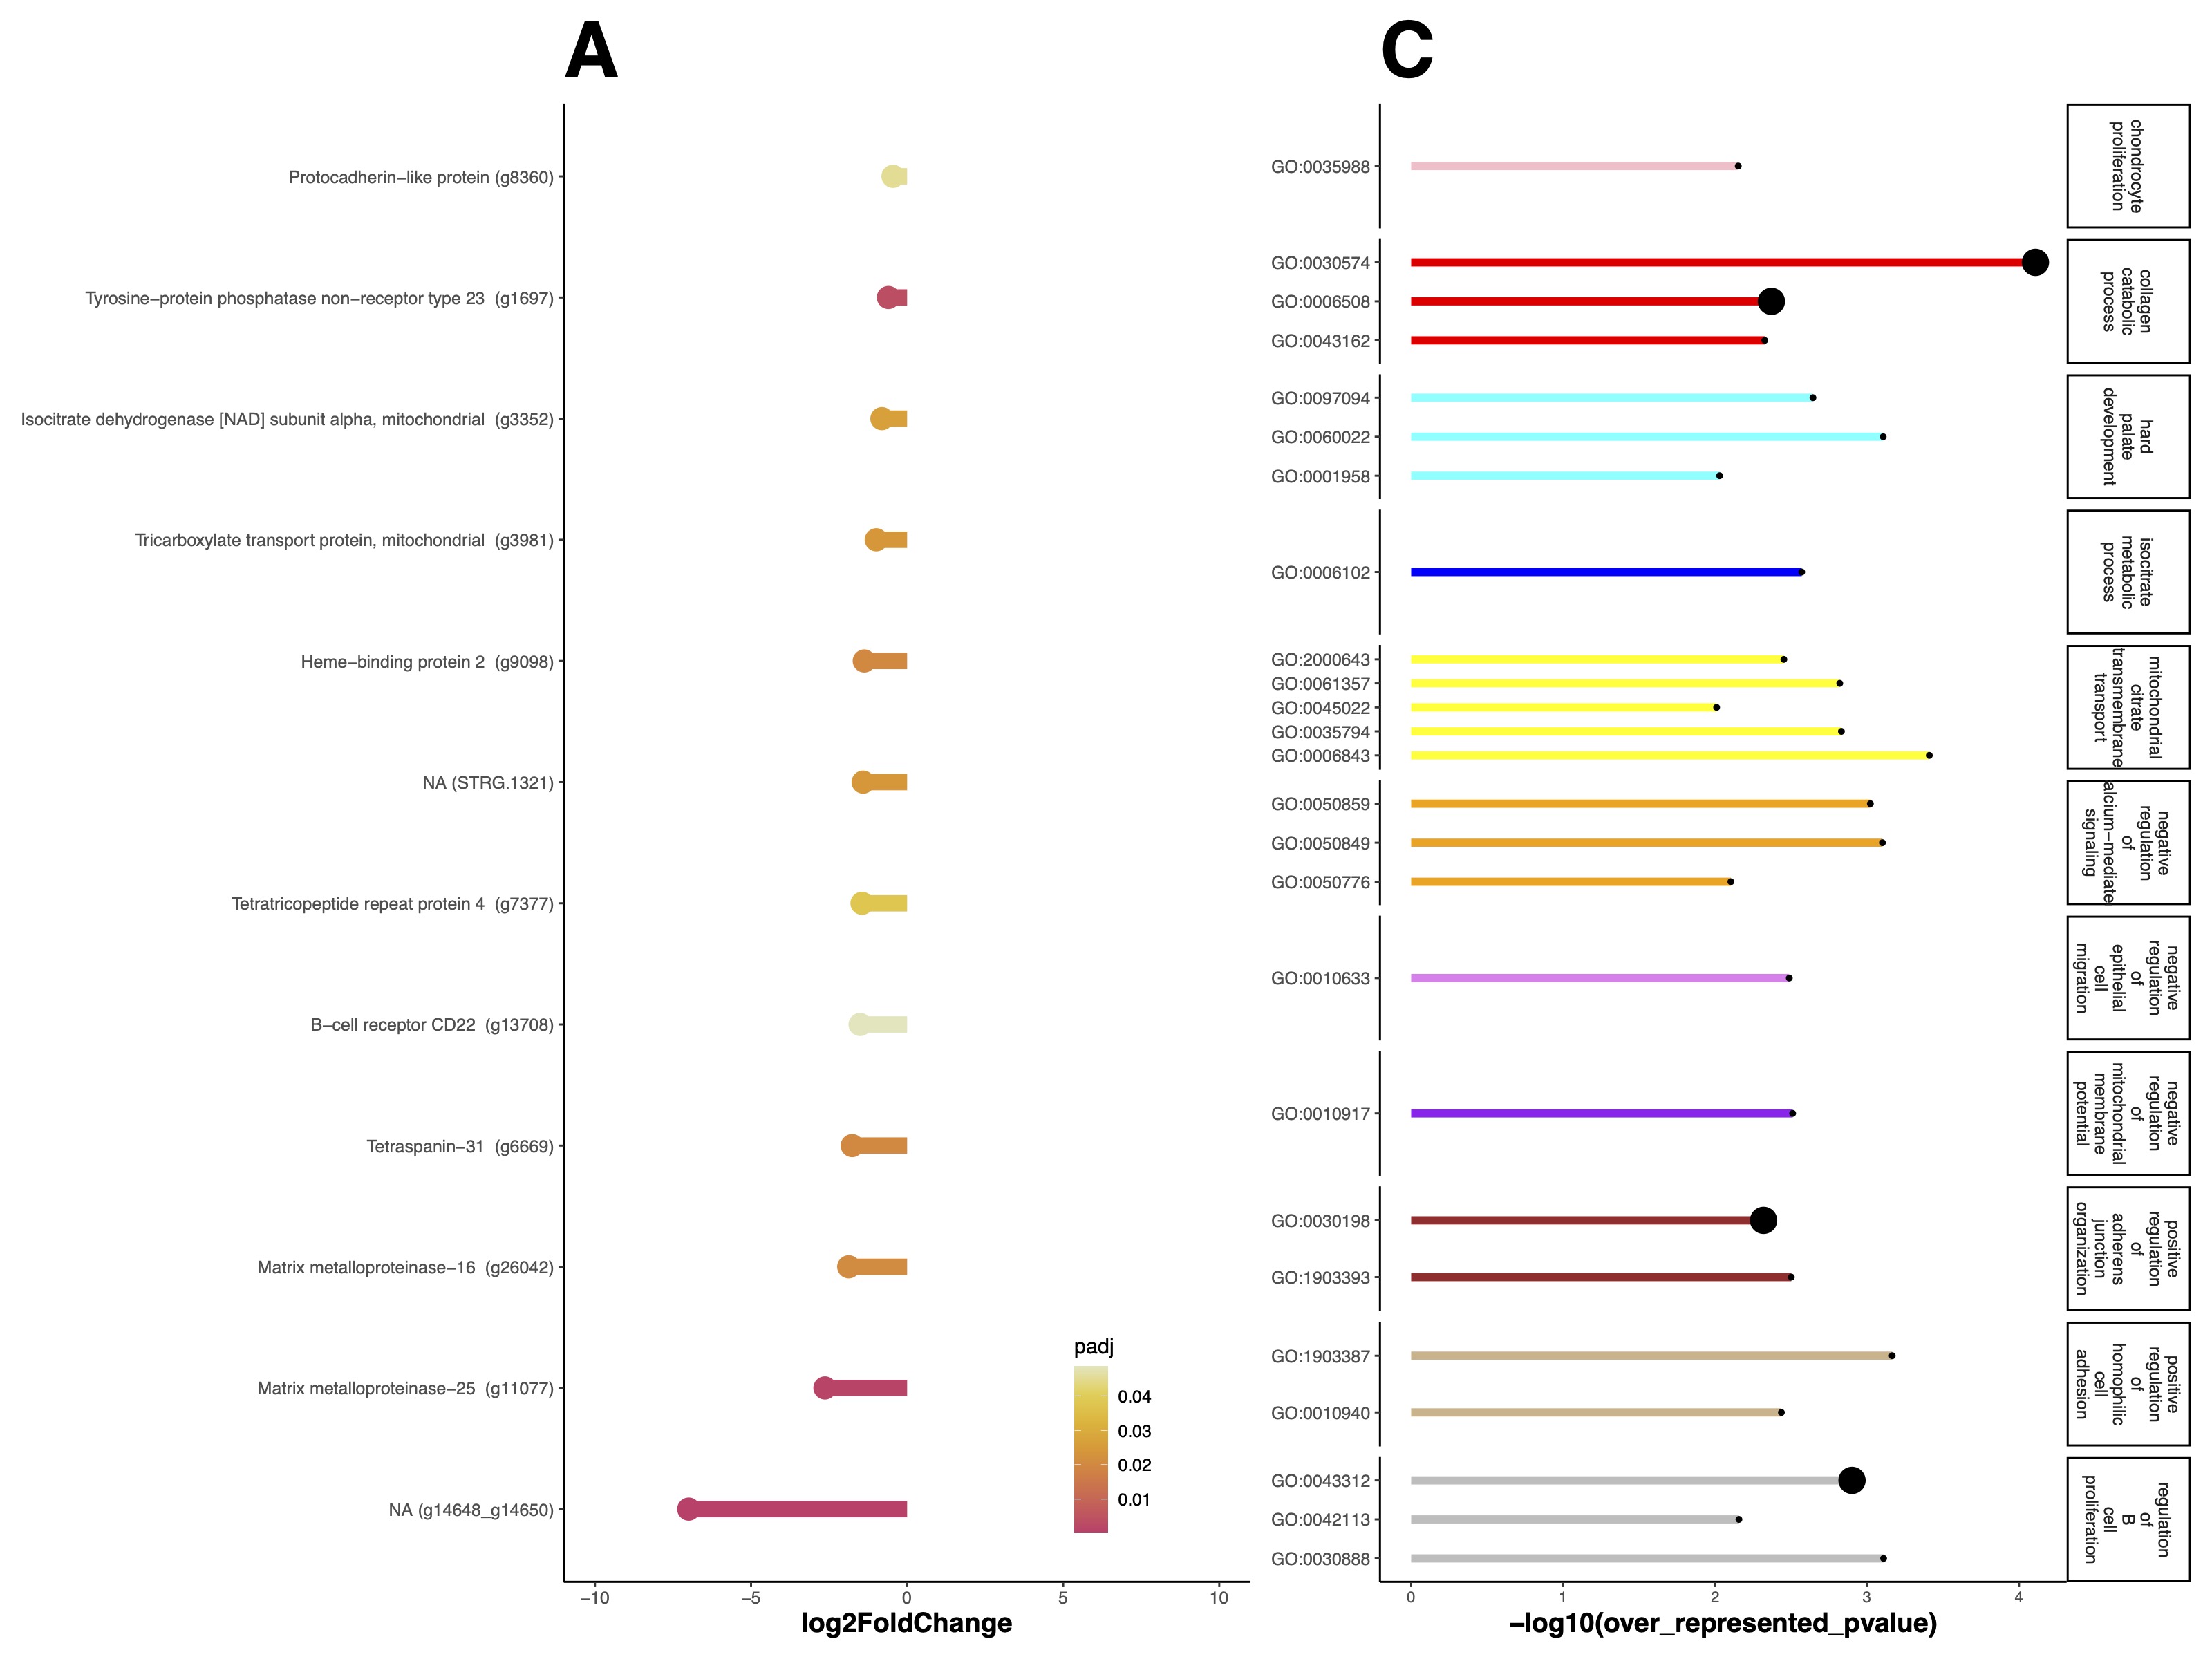 A
Protocadherin−like protein (g8360)
Tyrosine−protein phosphatase non−receptor type 23  (g1697)
Isocitrate dehydrogenase [NAD] subunit alpha, mitochondrial  (g3352)
Tricarboxylate transport protein, mitochondrial  (g3981)
Heme−binding protein 2  (g9098)
NA (STRG.1321)
Tetratricopeptide repeat protein 4  (g7377)
B−cell receptor CD22  (g13708)
Tetraspanin−31  (g6669)
Matrix metalloproteinase−16  (g26042)
Matrix metalloproteinase−25  (g11077)
NA (g14648_g14650)
padj
0.04
0.03
0.02
0.01
−10
−5
0
5
10
log2FoldChange
C
GO:0035988
chondrocyte
proliferation
GO:0030574
GO:0006508
GO:0043162
collagen
catabolic
process
GO:0097094
GO:0060022
GO:0001958
hard
palate
development
GO:0006102
isocitrate
metabolic
process
GO:2000643
GO:0061357
GO:0045022
GO:0035794
GO:0006843
mitochondrial
citrate
transmembrane
transport
GO:0050859
GO:0050849
GO:0050776
negative
regulation
of
alcium−mediate
signaling
GO:0010633
negative
regulation
of
epithelial
cell
migration
GO:0010917
negative
regulation
of
mitochondrial
membrane
potential
GO:0030198
GO:1903393
positive
regulation
of
adherens
junction
organization
GO:1903387
GO:0010940
positive
regulation
of
homophilic
cell
adhesion
GO:0043312
GO:0042113
GO:0030888
regulation
of
B
cell
proliferation
0
1
2
3
4
−log10(over_represented_pvalue)